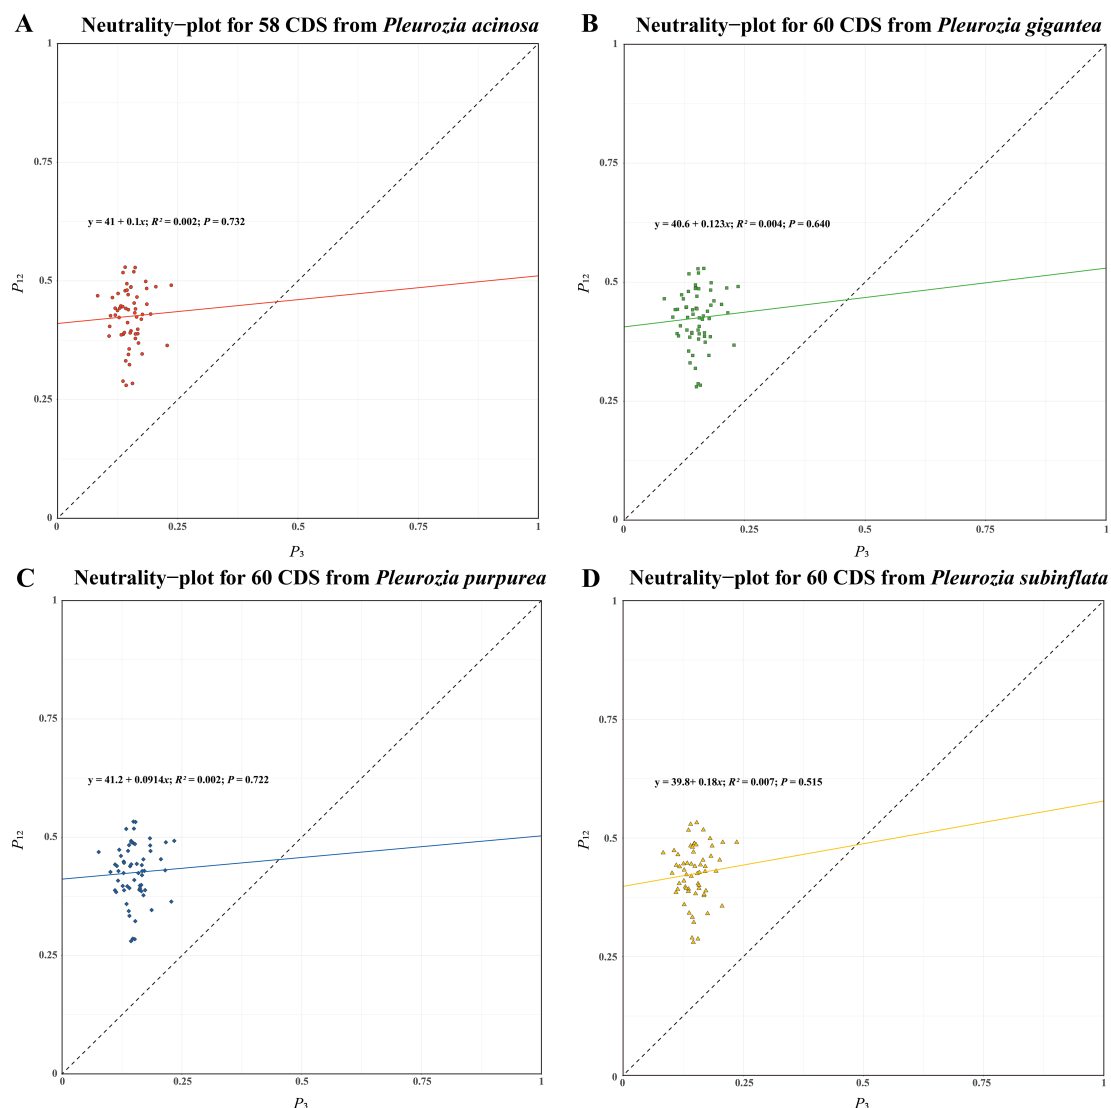 A
Neutrality−plot for 58 CDS from Pleurozia acinosa
1
0.75
0.5
0.25
0
P₁₂
y = 41 + 0.1x; R² = 0.002; P = 0.732
0 0.25 0.5 0.75 1
P₃
B
Neutrality−plot for 60 CDS from Pleurozia gigantea
1
0.75
0.5
0.25
0
P₁₂
y = 40.6 + 0.123x; R² = 0.004; P = 0.640
0 0.25 0.5 0.75 1
P₃
C
Neutrality−plot for 60 CDS from Pleurozia purpurea
1
0.75
0.5
0.25
0
P₁₂
y = 41.2 + 0.0914x; R² = 0.002; P = 0.722
0 0.25 0.5 0.75 1
P₃
D
Neutrality−plot for 60 CDS from Pleurozia subinflata
1
0.75
0.5
0.25
0
P₁₂
y = 39.8+ 0.18x; R² = 0.007; P = 0.515
0 0.25 0.5 0.75 1
P₃